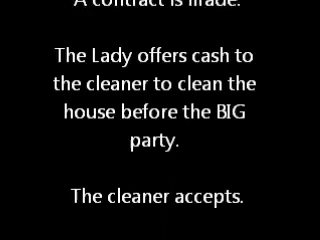 A contract is made.
The Lady offers cash to
the cleaner to clean the
house before the BIG
party.
The cleaner accepts.